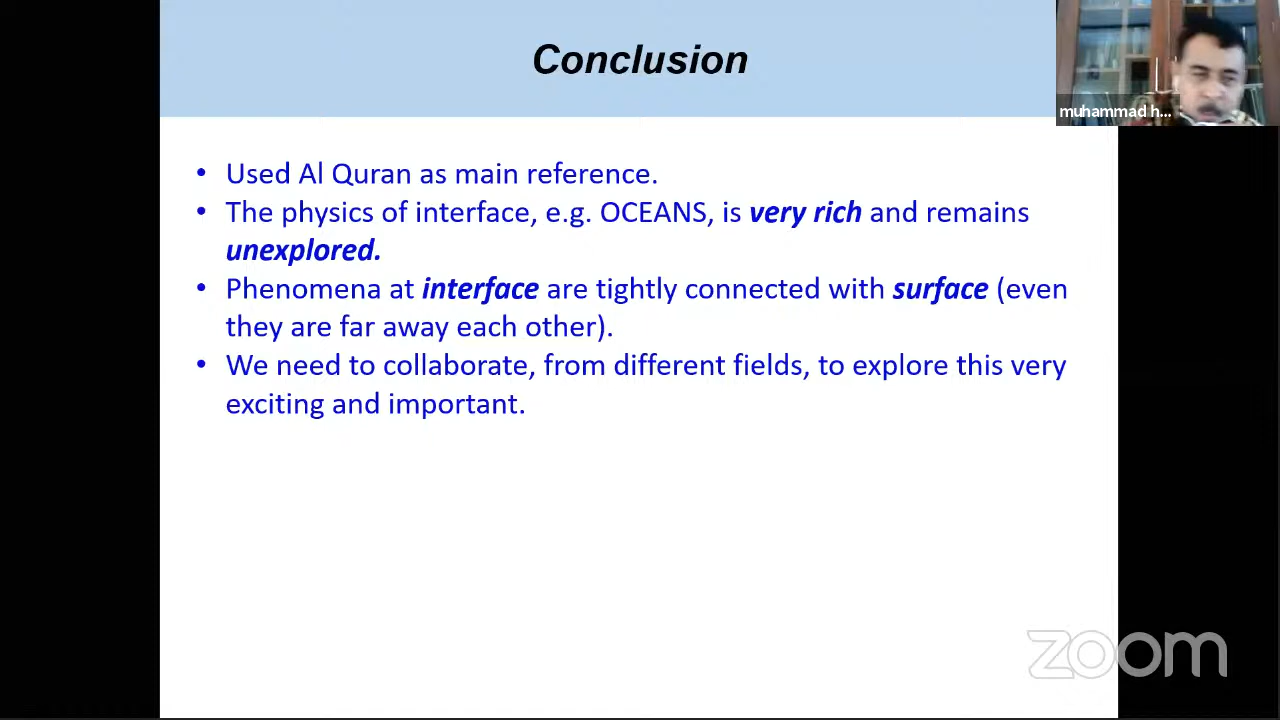 Conclusion
muhammad h...
• Used Al Quran as main reference.
• The physics of interface, e.g. OCEANS, is very rich and remains
unexplored.
• Phenomena at interface are tightly connected with surface (even
they are far away each other).
• We need to collaborate, from different fields, to explore this very
exciting and important.
zoom